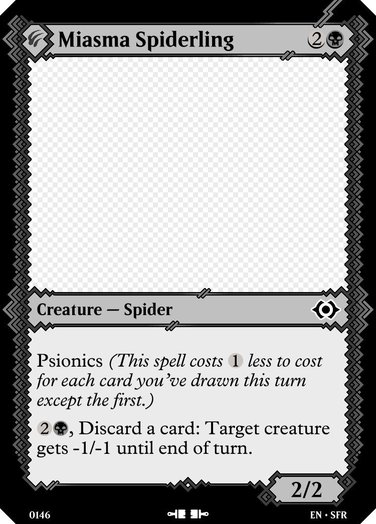 Miasma Spiderling 2
Creature — Spider
Psionics (This spell costs 1 less to cost
for each card you've drawn this turn
except the first.)
2, Discard a card: Target creature
gets -1/-1 until end of turn.
2/2
0146
EN • SFR